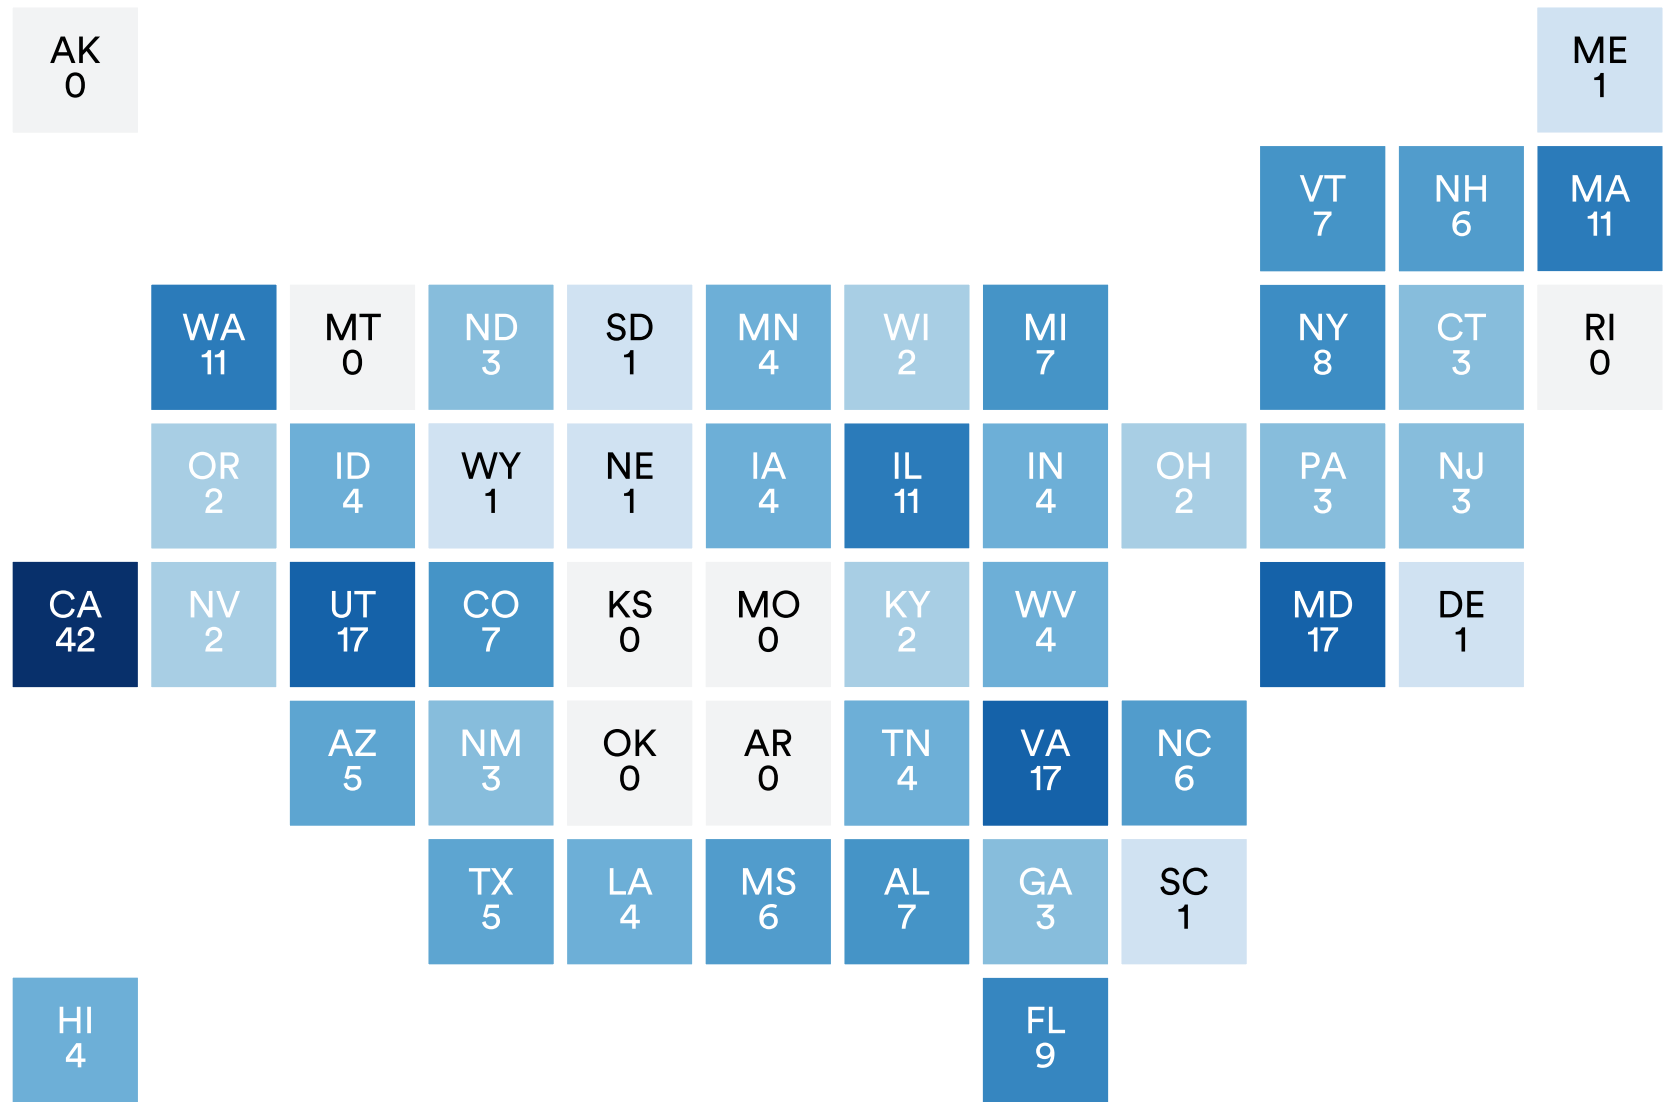 AK
0
ME
1
VT
7
NH
6
MA
11
WA
11
MT
0
ND
3
SD
1
MN
4
WI
2
MI
7
NY
8
CT
3
RI
0
OR
2
ID
4
WY
1
NE
1
IA
4
IL
11
IN
4
OH
2
PA
3
NJ
3
CA
42
NV
2
UT
17
CO
7
KS
0
MO
0
KY
2
WV
4
MD
17
DE
1
AZ
5
NM
3
OK
0
AR
0
TN
4
VA
17
NC
6
TX
5
LA
4
MS
6
AL
7
GA
3
SC
1
HI
4
FL
9